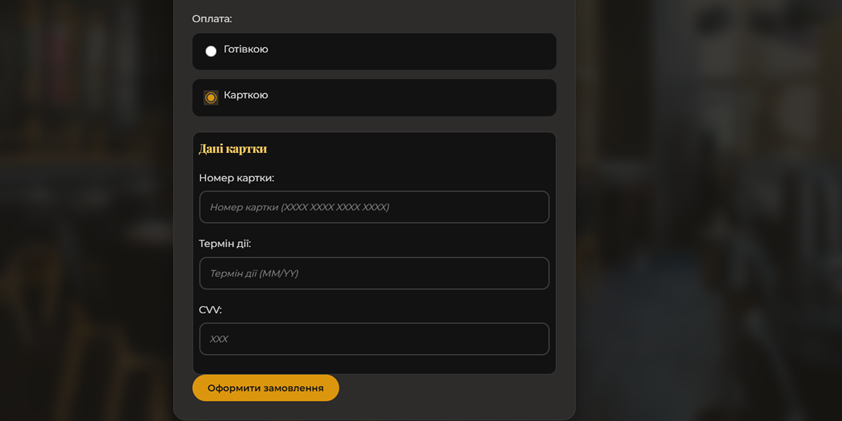 Оплата:
Готівкою
Карткою
Дані картки
Номер картки:
Номер картки (XXXX XXXX XXXX XXXX)
Термін дії:
Термін дії (MM/YY)
CVV:
XXX
Оформити замовлення